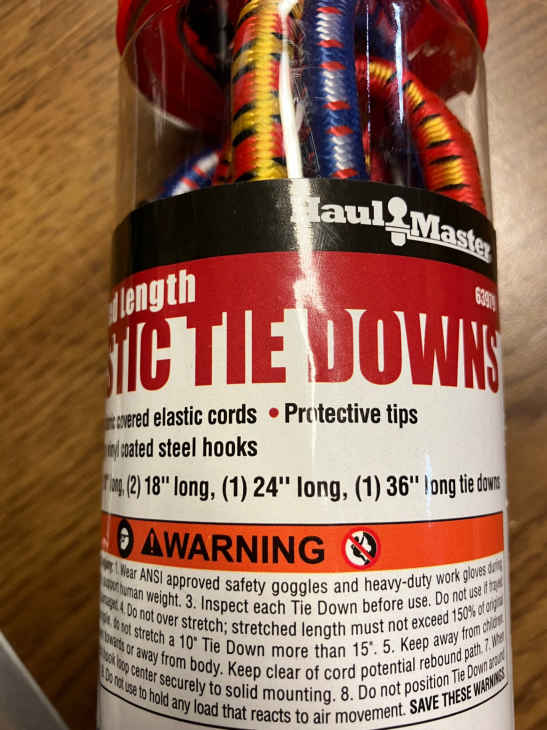 Haul Master
Length
63979
TIE DOWNS
covered elastic cords • Protective tips
vinyl coated steel hooks
long, (2) 18" long, (1) 24" long, (1) 36" long tie downs
WARNING
1. Wear ANSI approved safety goggles and heavy-duty work gloves during
support human weight. 3. Inspect each Tie Down before use. Do not use if frayed
4. Do not over stretch; stretched length must not exceed 150% of original
do not stretch a 10" Tie Down more than 15". 5. Keep away from children.
towards or away from body. Keep clear of cord potential rebound path. 7. When
hook loop center securely to solid mounting. 8. Do not position Tie Down around
Do not use to hold any load that reacts to air movement. SAVE THESE WARNINGS